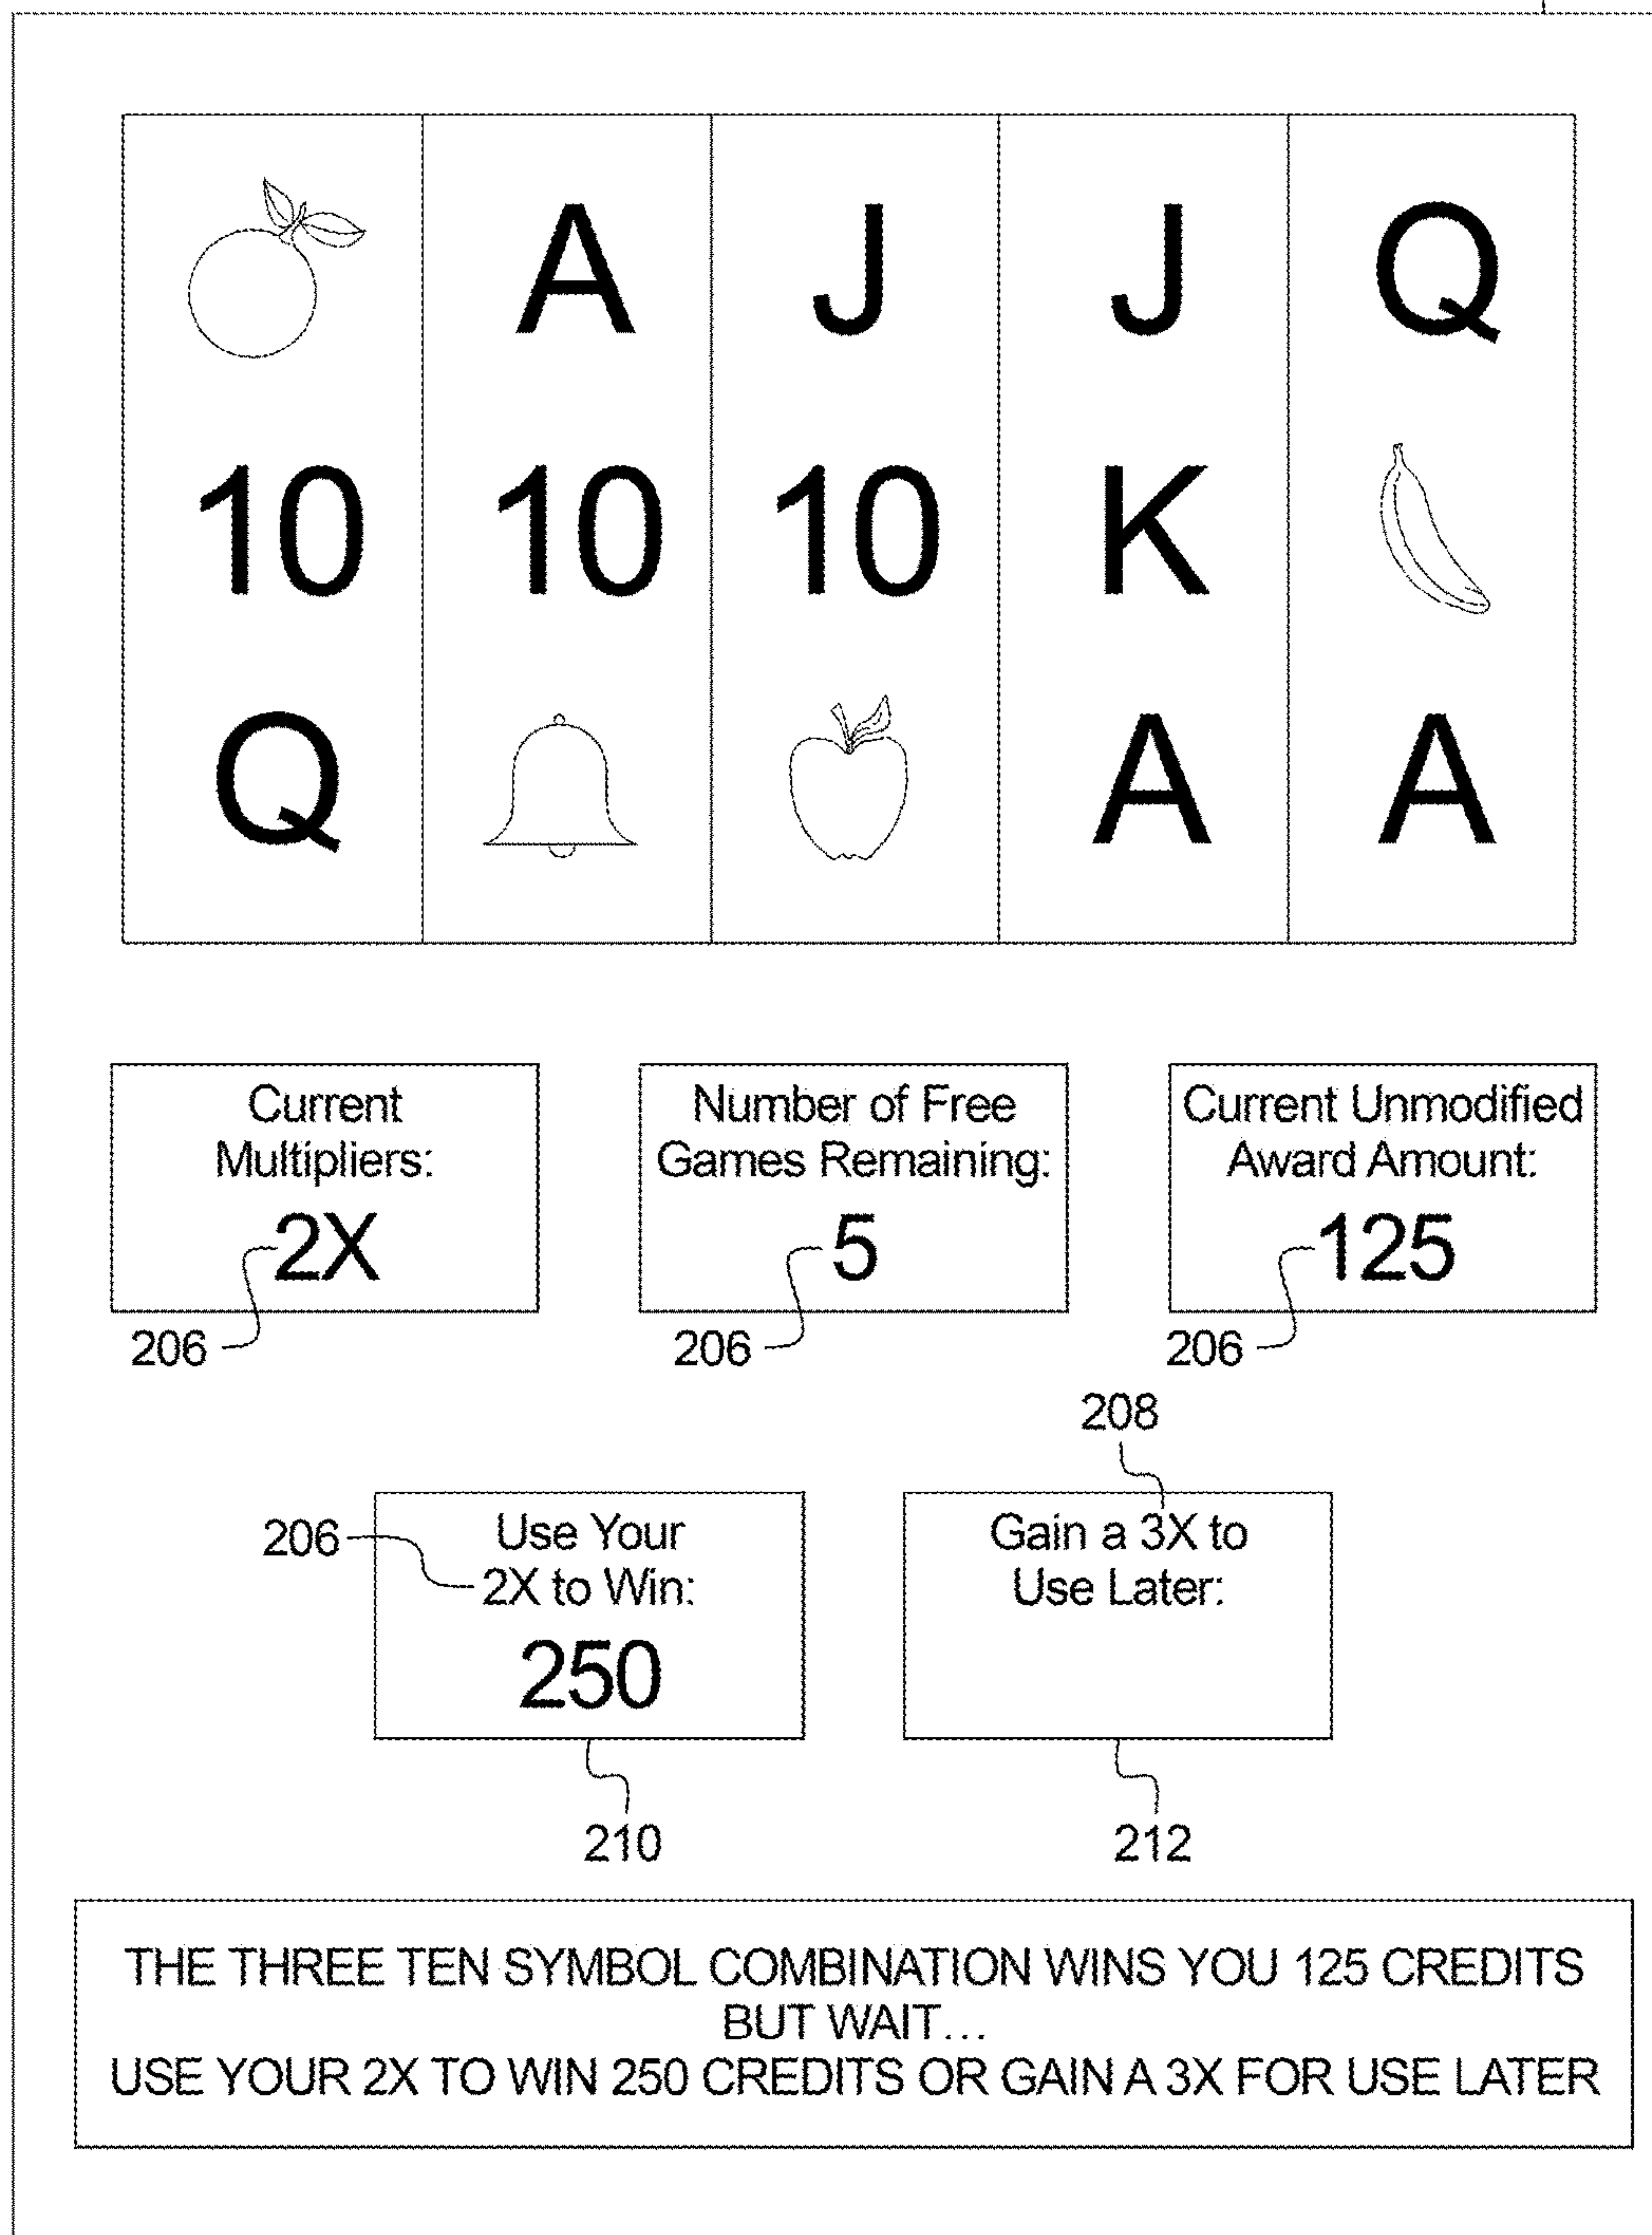 A J J Q
10 10 10 K
Q A A
Current
Multipliers:
2X
206
Number of Free
Games Remaining:
5
206
Current Unmodified
Award Amount:
125
206
208
206
Use Your
2X to Win:
250
210
Gain a 3X to
Use Later:
212
THE THREE TEN SYMBOL COMBINATION WINS YOU 125 CREDITS
BUT WAIT...
USE YOUR 2X TO WIN 250 CREDITS OR GAIN A 3X FOR USE LATER